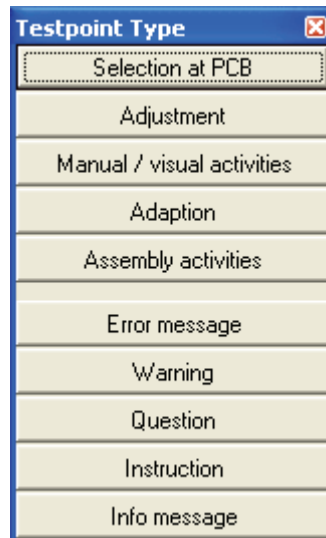 Testpoint Type
Selection at PCB
Adjustment
Manual / visual activities
Adaption
Assembly activities
Error message
Warning
Question
Instruction
Info message